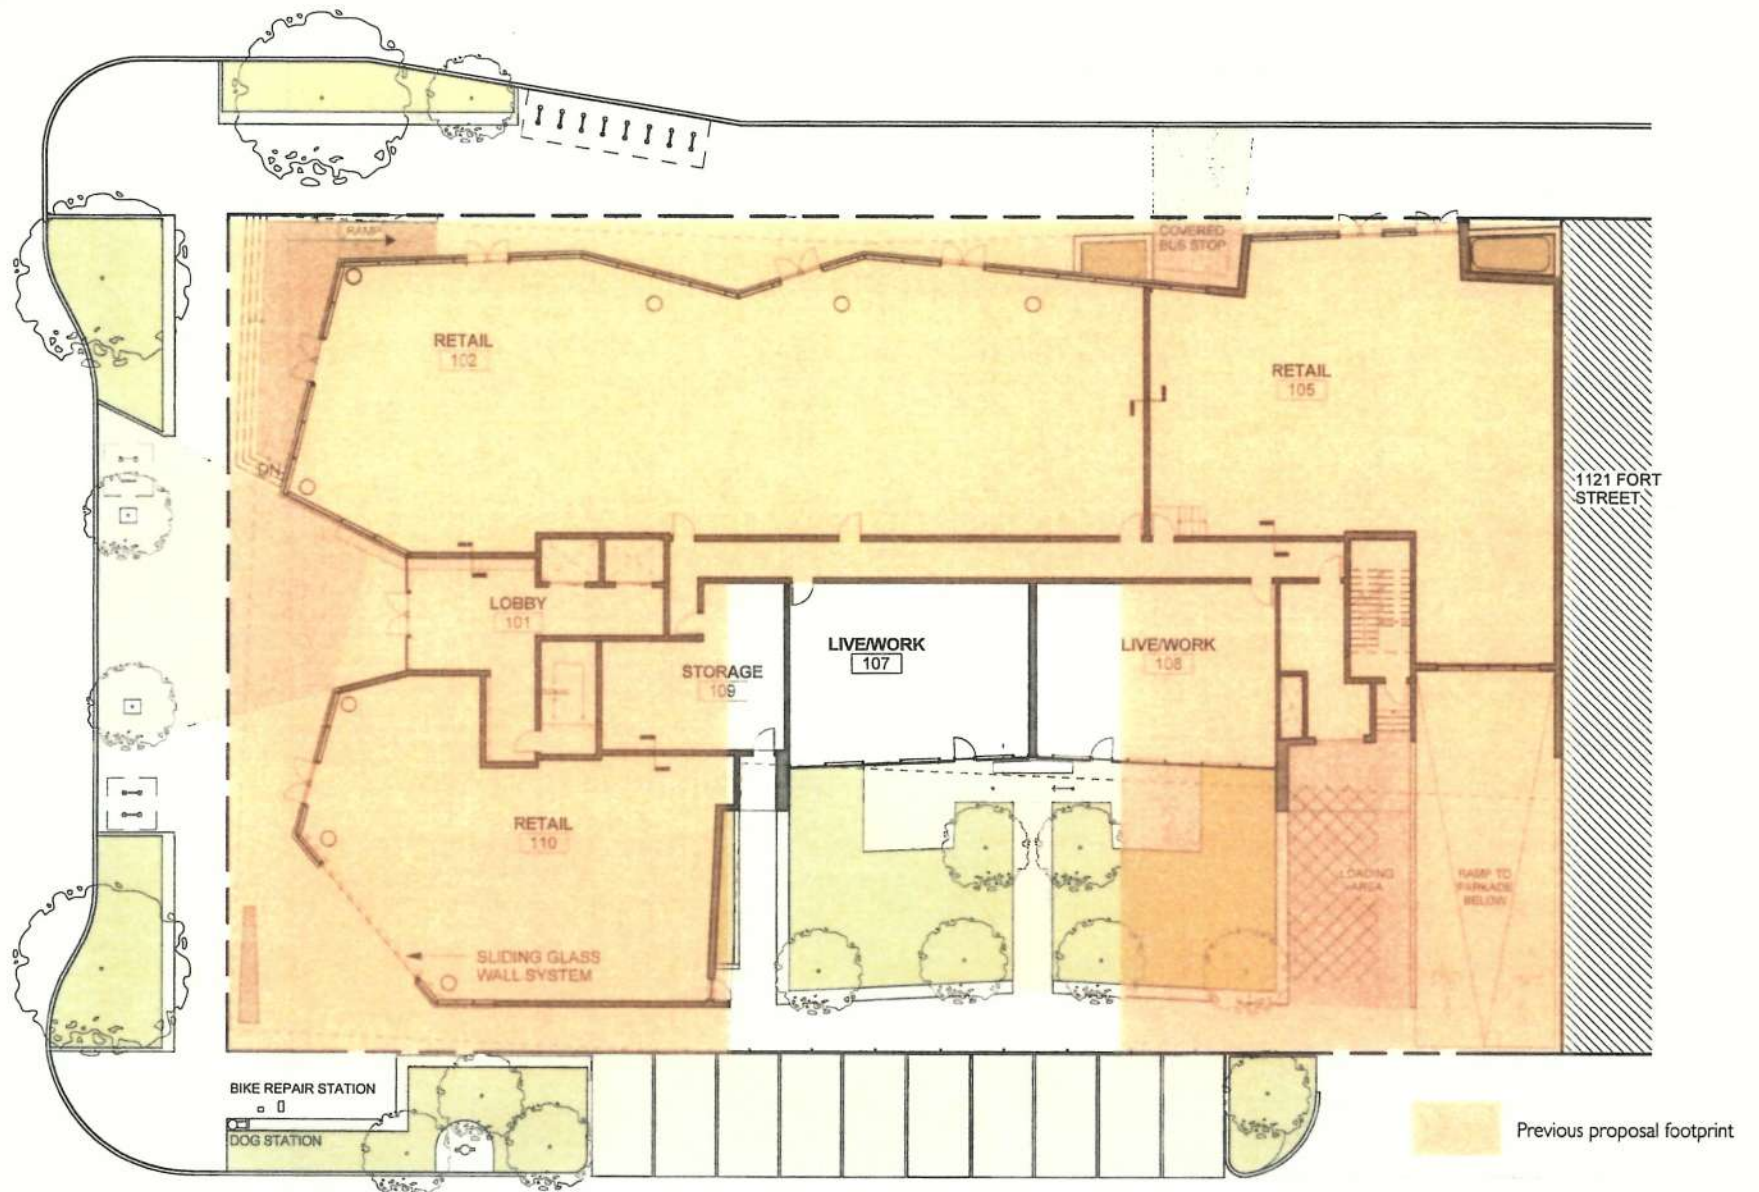 RAMP
COVERED
BUS STOP
RETAIL
102
RETAIL
105
DN
1121 FORT
STREET
LOBBY
101
LIVE/WORK
107
LIVE/WORK
108
STORAGE
109
RETAIL
110
LOADING
AREA
RAMP TO
PARKADE
BELOW
SLIDING GLASS
WALL SYSTEM
BIKE REPAIR STATION
DOG STATION
Previous proposal footprint